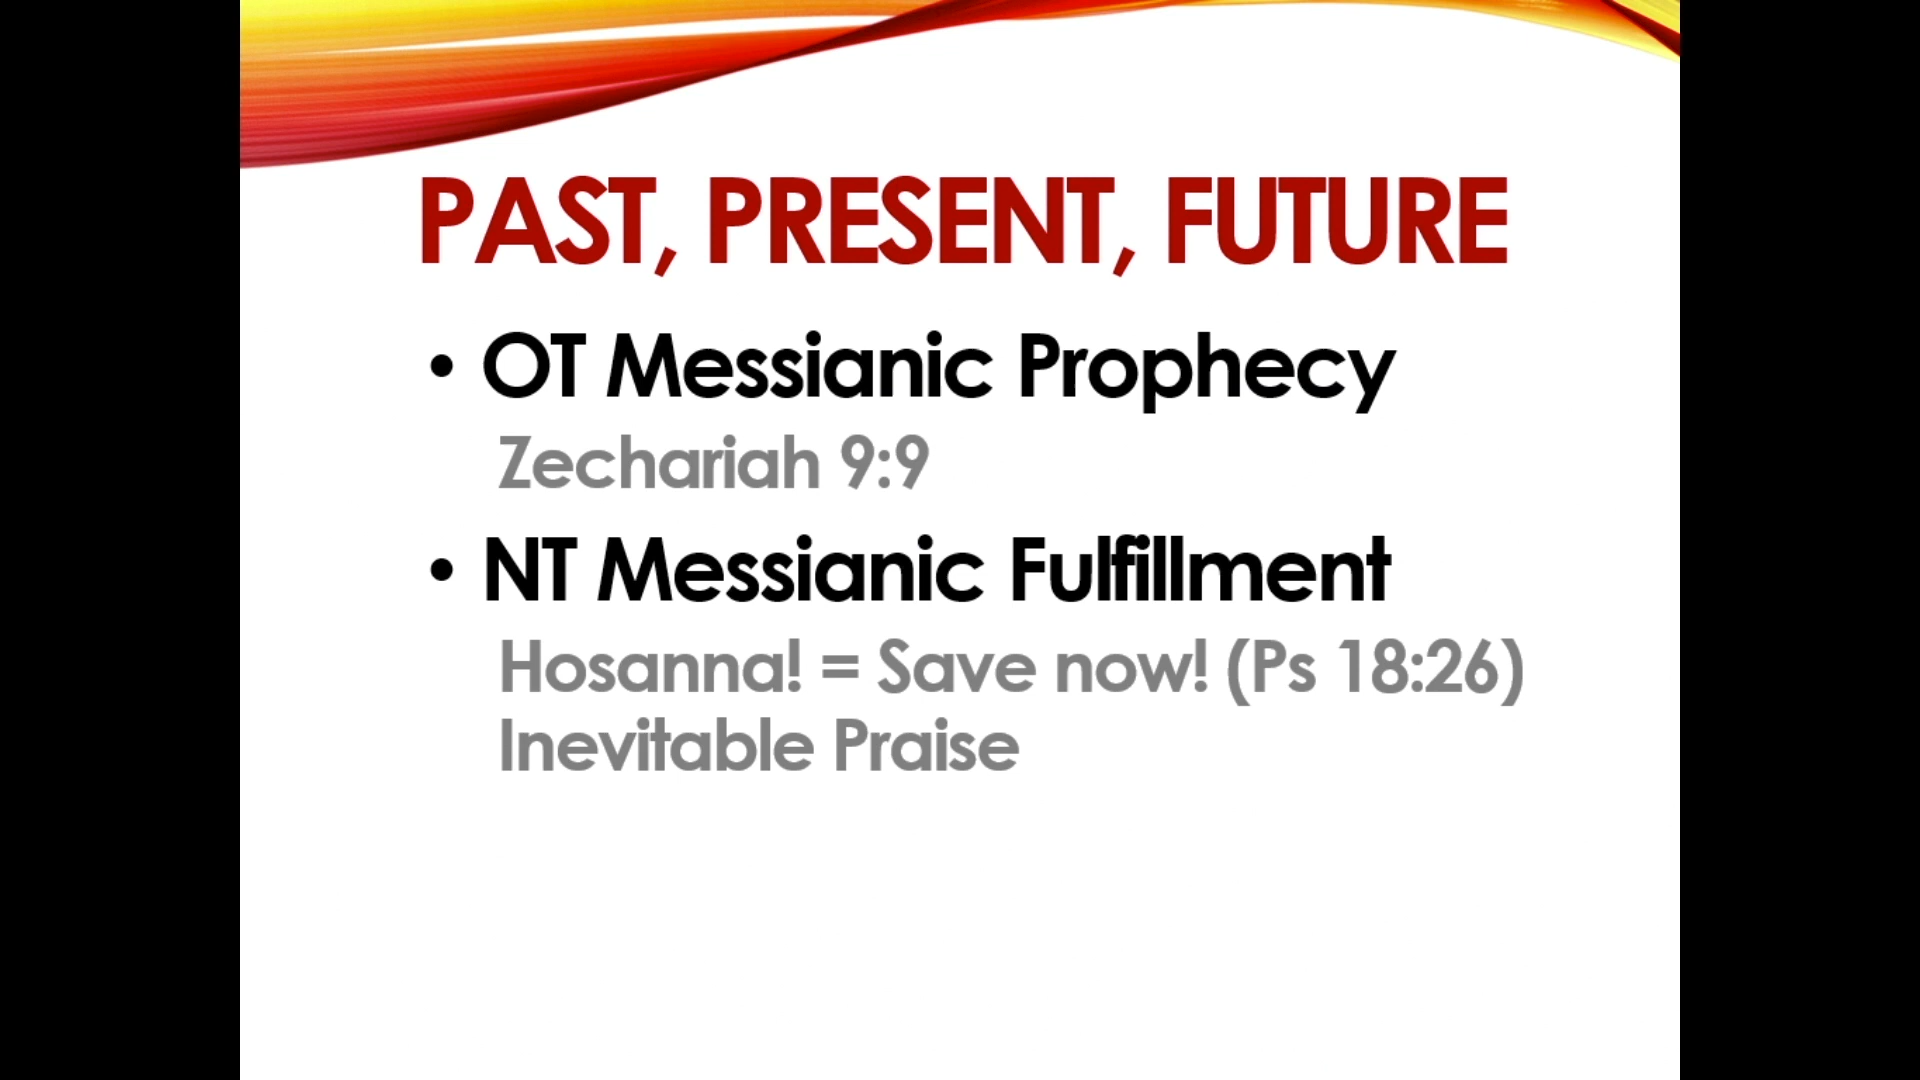 PAST, PRESENT, FUTURE
• OT Messianic Prophecy
Zechariah 9:9
• NT Messianic Fulfillment
Hosanna! = Save now! (Ps 18:26)
Inevitable Praise